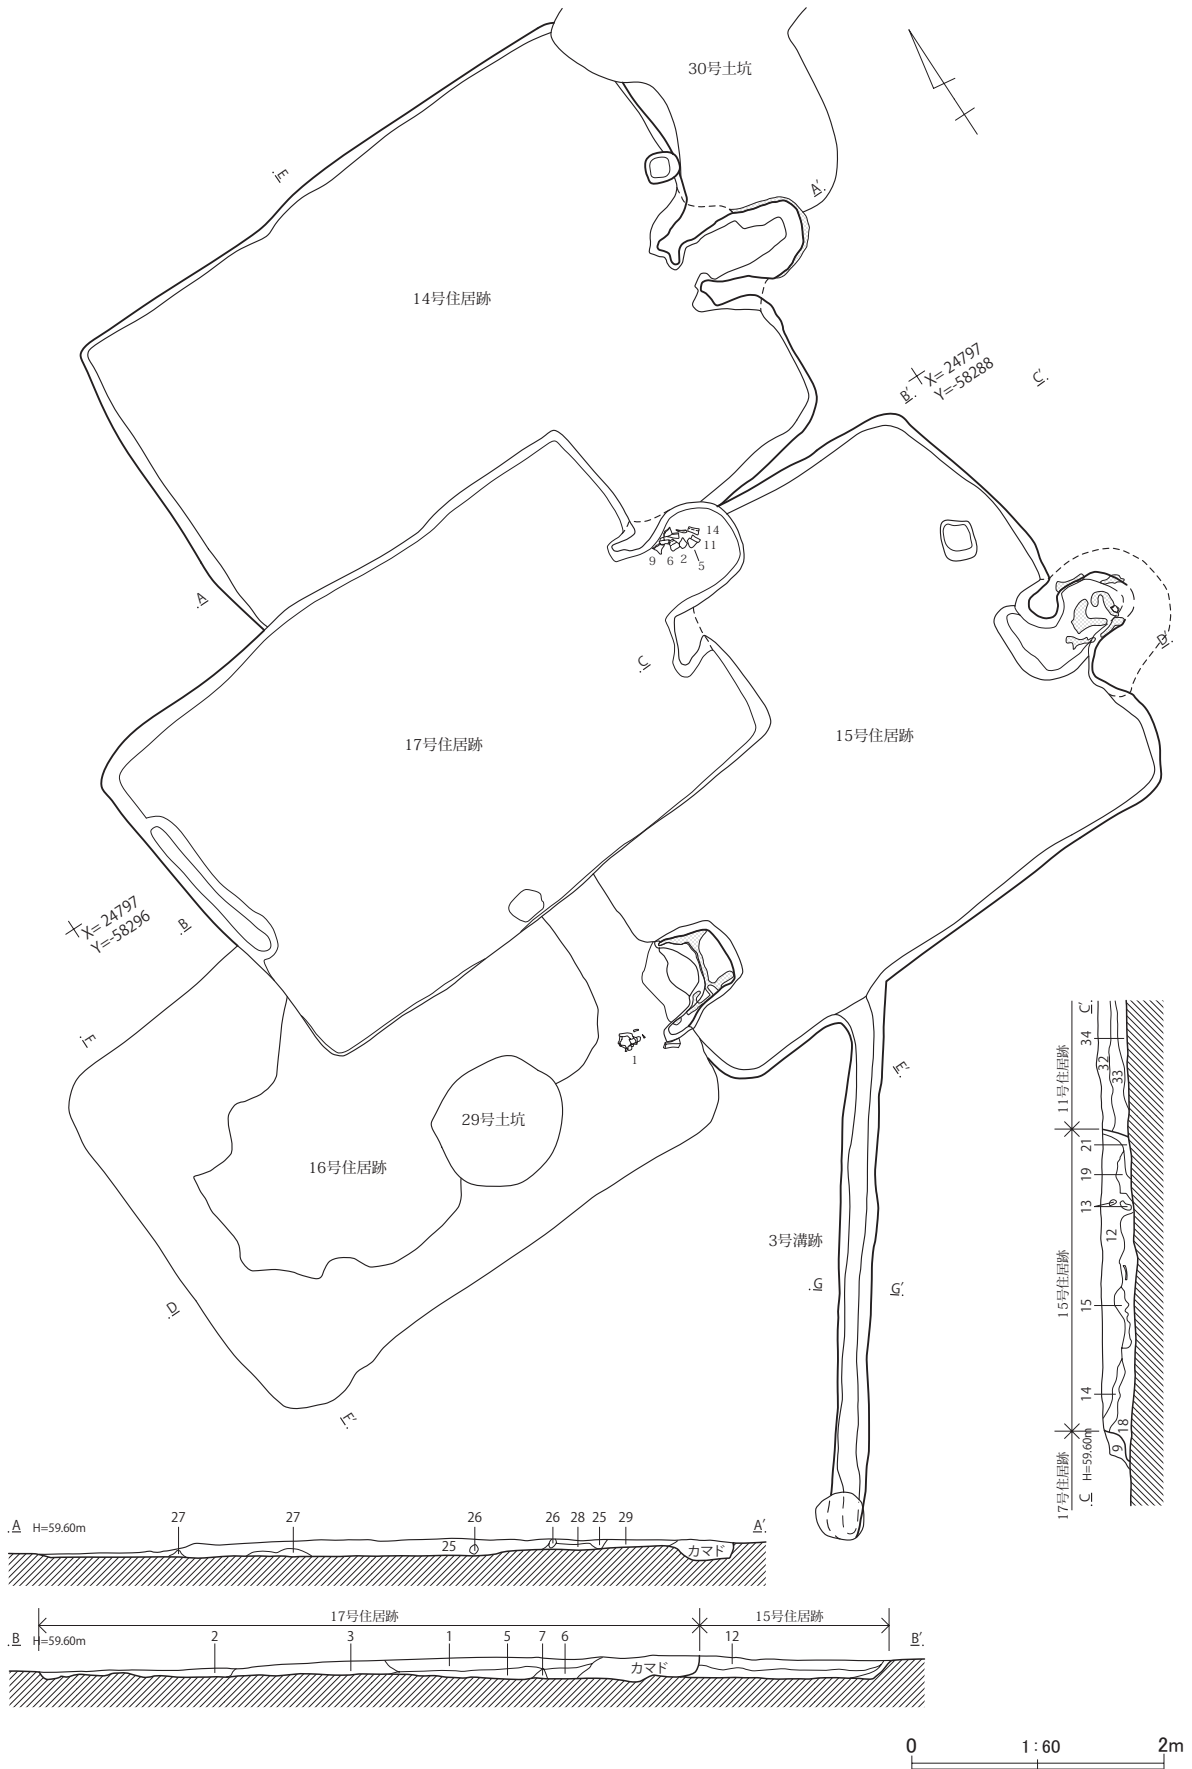 30号土坑
E
A′
14号住居跡
X= 24797
Y=-58288
B′
C′
14
11
9 6 2
5
A
C
D′
17号住居跡
15号住居跡
X= 24797
Y=-58296
B
F
1
E′
29号土坑
16号住居跡
3号溝跡
G
G′
D
F′
C′
11号住居跡
34
32
33
21
19
13
12
15号住居跡
15
14
18
9
17号住居跡
C H=59.60m
A H=59.60m
27
27
26
26 28 25 29
A′
25
カマド
17号住居跡
15号住居跡
B H=59.60m
2
3
1
5
7
6
12
B′
カマド
0
1：60
2m